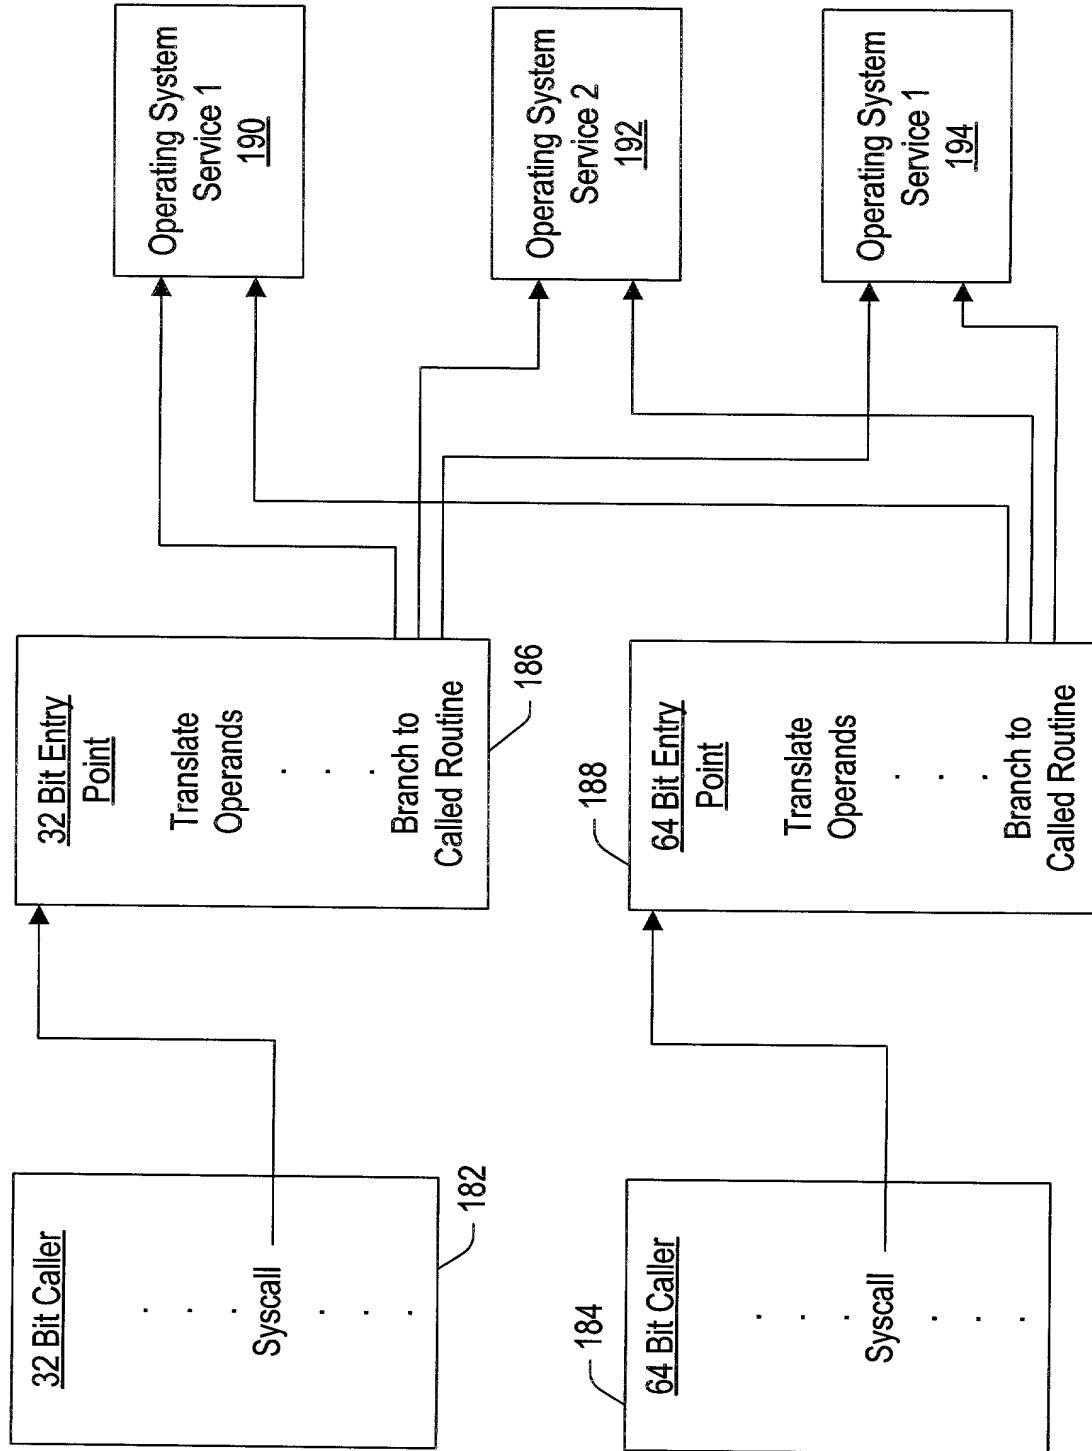 32 Bit Caller
.
.
.
Syscall
.
.
.
.
182
32 Bit Entry
Point
Translate
Operands
.
.
.
Branch to
Called Routine
186
Operating System
Service 1
190
Operating System
Service 2
192
Operating System
Service 1
194
184
64 Bit Caller
.
.
.
Syscall
.
.
.
.
188
64 Bit Entry
Point
Translate
Operands
.
.
.
Branch to
Called Routine